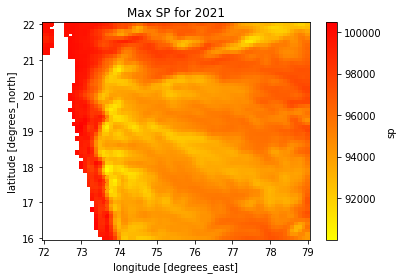 Max SP for 2021
22
21
20
19
18
17
16
latitude [degrees_north]
72 73 74 75 76 77 78 79
longitude [degrees_east]
100000
98000
96000
94000
92000
sp